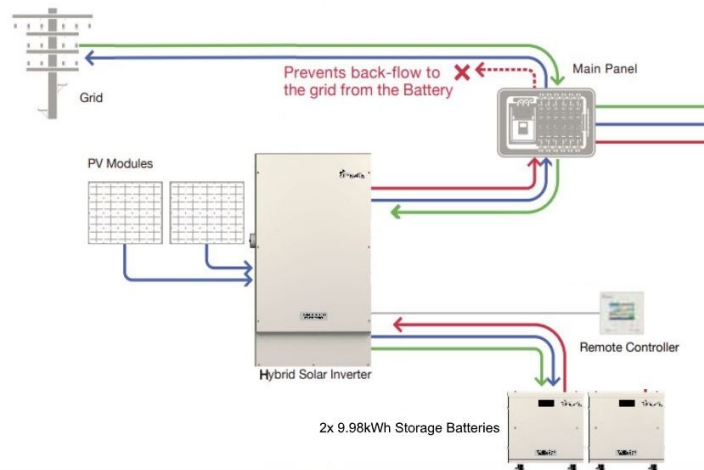 Prevents back-flow to
the grid from the Battery
Main Panel
Grid
PV Modules
Remote Controller
Hybrid Solar Inverter
2x 9.98kWh Storage Batteries